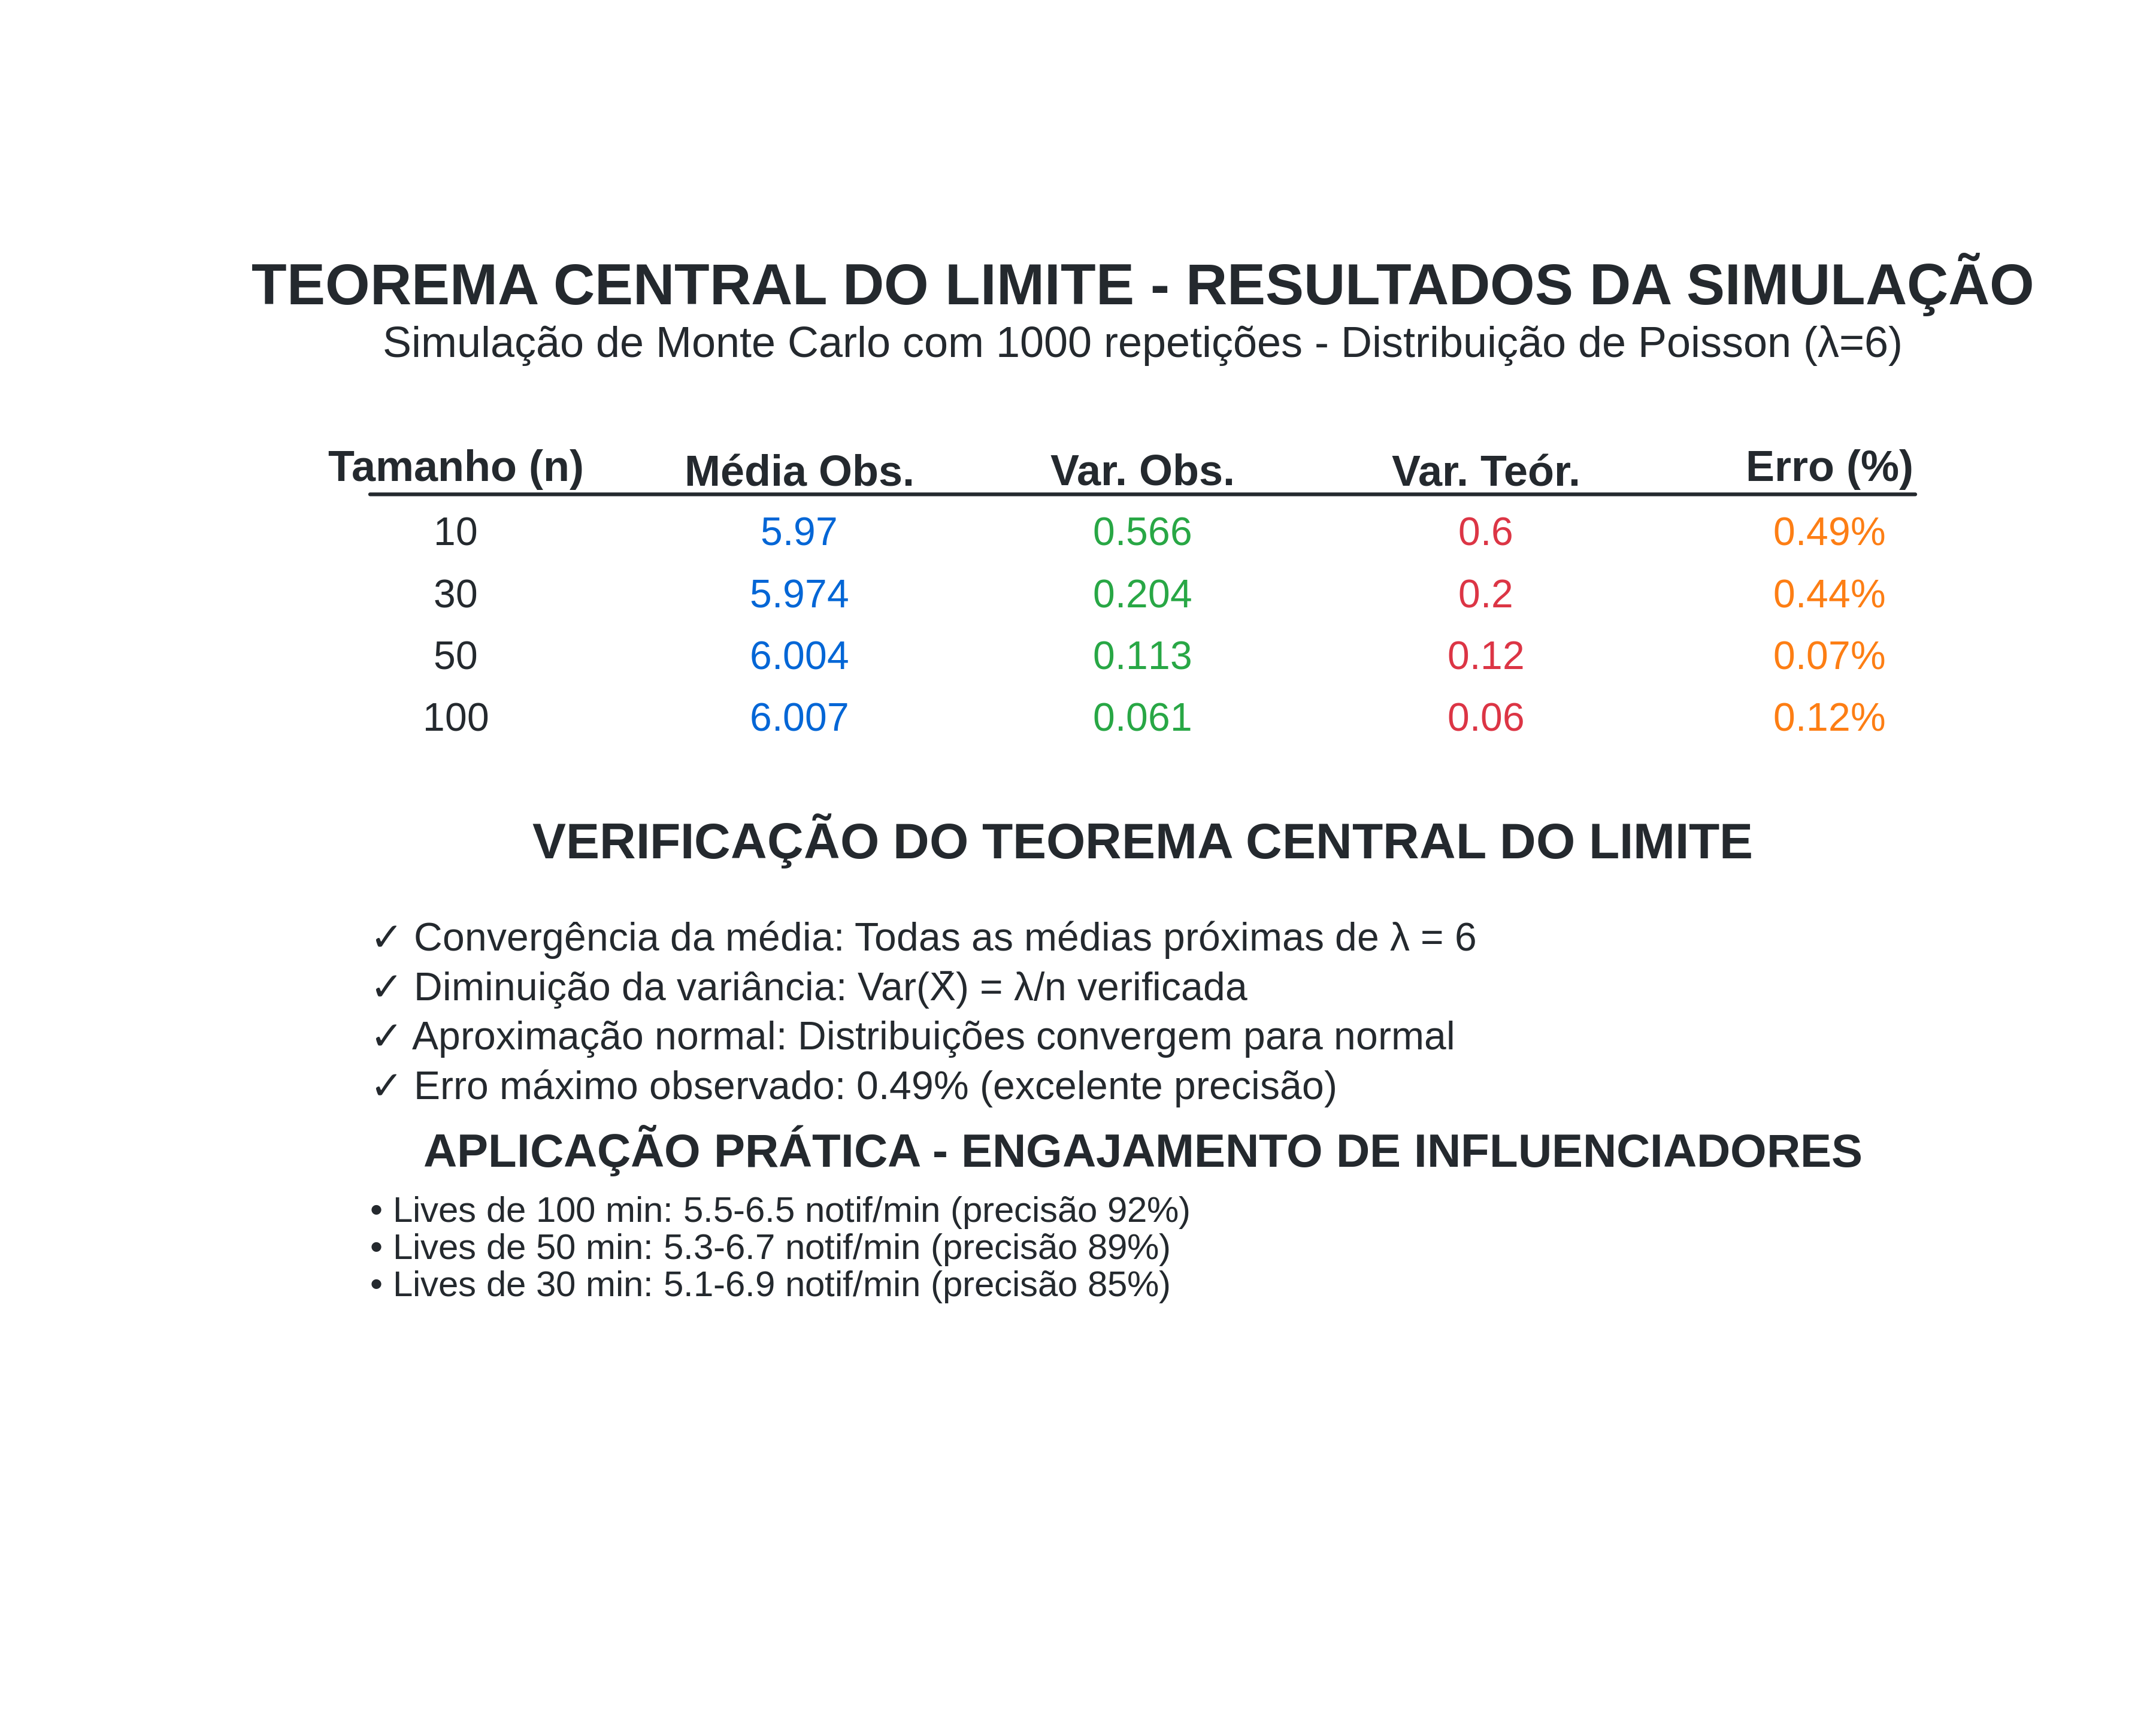 TEOREMA CENTRAL DO LIMITE - RESULTADOS DA SIMULAÇÃO
Simulação de Monte Carlo com 1000 repetições - Distribuição de Poisson (λ=6)
Tamanho (n) Média Obs. Var. Obs. Var. Teór. Erro (%)
10 5.97 0.566 0.6 0.49%
30 5.974 0.204 0.2 0.44%
50 6.004 0.113 0.12 0.07%
100 6.007 0.061 0.06 0.12%
VERIFICAÇÃO DO TEOREMA CENTRAL DO LIMITE
✓ Convergência da média: Todas as médias próximas de λ = 6
✓ Diminuição da variância: Var(X̄) = λ/n verificada
✓ Aproximação normal: Distribuições convergem para normal
✓ Erro máximo observado: 0.49% (excelente precisão)
APLICAÇÃO PRÁTICA - ENGAJAMENTO DE INFLUENCIADORES
• Lives de 100 min: 5.5-6.5 notif/min (precisão 92%)
• Lives de 50 min: 5.3-6.7 notif/min (precisão 89%)
• Lives de 30 min: 5.1-6.9 notif/min (precisão 85%)